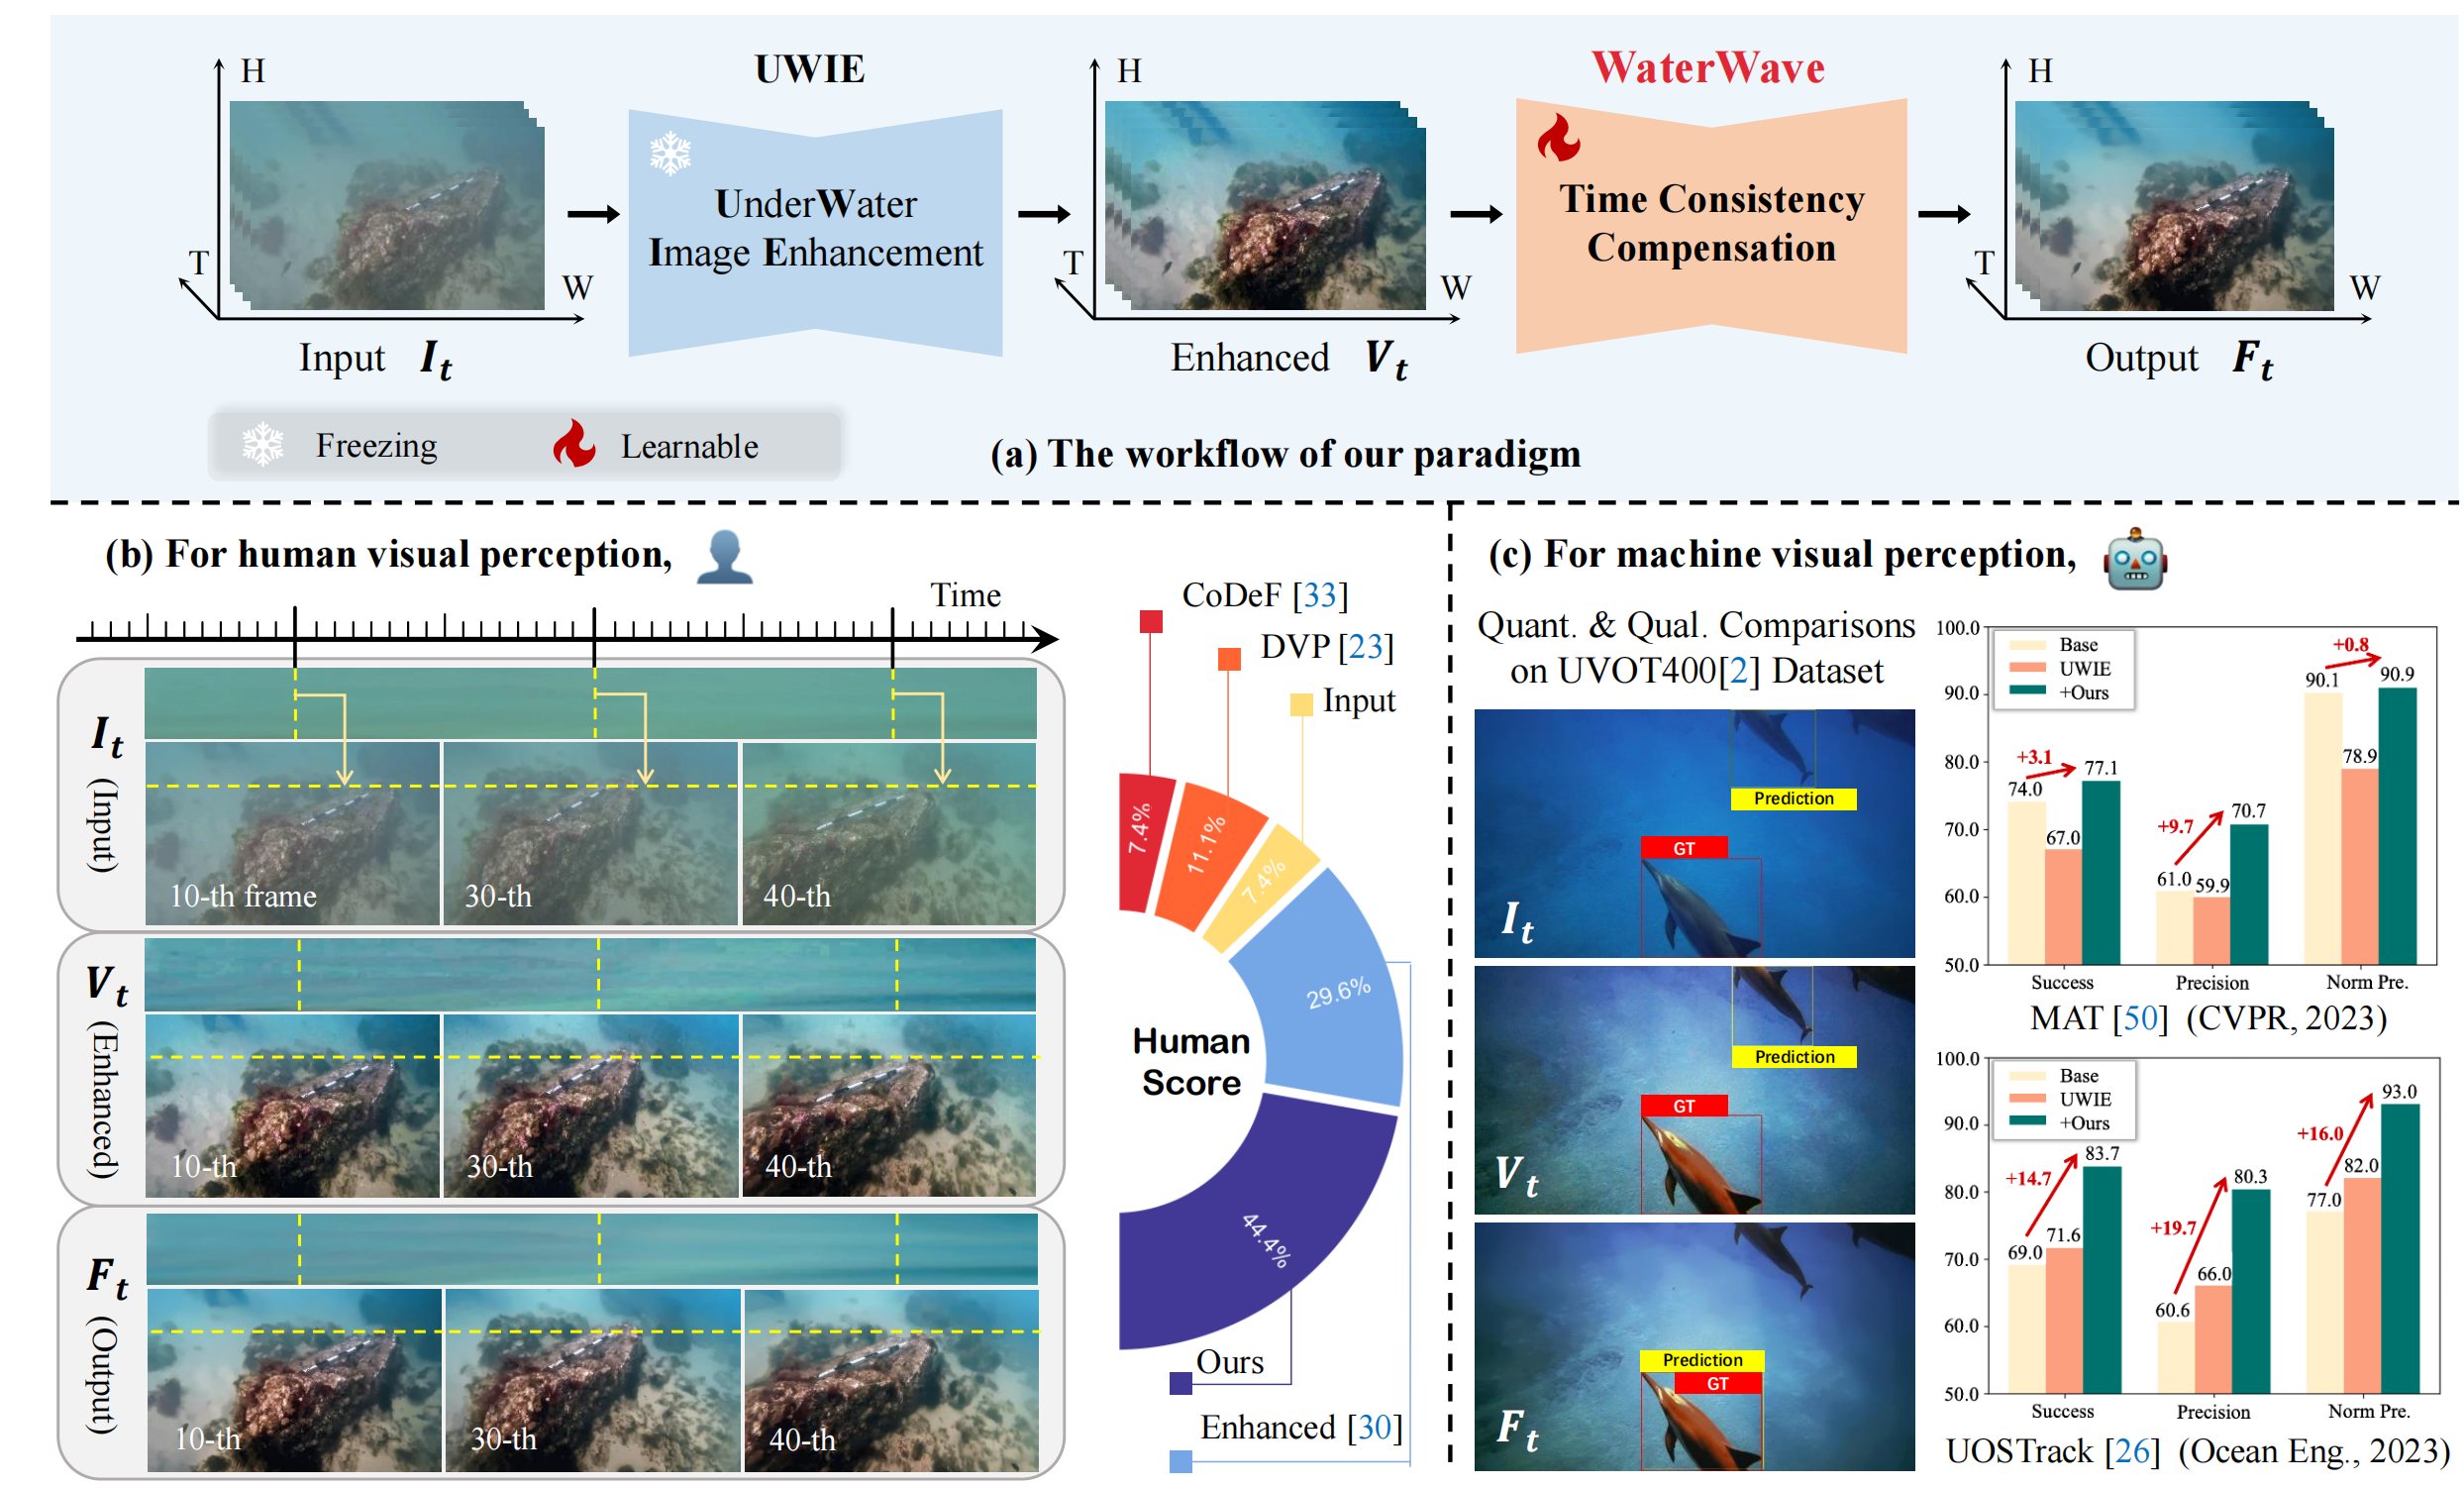 H
T
W
Input I_t
UWIE
UnderWater
Image Enhancement
H
T
W
Enhanced V_t
WaterWave
Time Consistency
Compensation
H
T
W
Output F_t
Freezing
Learnable
(a) The workflow of our paradigm
(b) For human visual perception,
Time
I_t
(Input)
10-th frame
30-th
40-th
V_t
(Enhanced)
10-th
30-th
40-th
F_t
(Output)
10-th
30-th
40-th
CoDeF [33]
DVP [23]
Input
7.4%
11.1%
7.4%
29.6%
44.4%
Human
Score
Ours
Enhanced [30]
(c) For machine visual perception,
Quant. & Qual. Comparisons
on UVOT400[2] Dataset
Prediction
GT
I_t
Prediction
GT
V_t
Prediction
GT
F_t
100.0
90.0
80.0
70.0
60.0
50.0
Base
UWIE
+Ours
+3.1
74.0
67.0
77.1
+9.7
61.0
59.9
70.7
+0.8
90.1
78.9
90.9
Success
Precision
Norm Pre.
MAT [50] (CVPR, 2023)
100.0
90.0
80.0
70.0
60.0
50.0
Base
UWIE
+Ours
+14.7
69.0
71.6
83.7
+19.7
60.6
66.0
80.3
+16.0
77.0
82.0
93.0
Success
Precision
Norm Pre.
UOSTrack [26] (Ocean Eng., 2023)